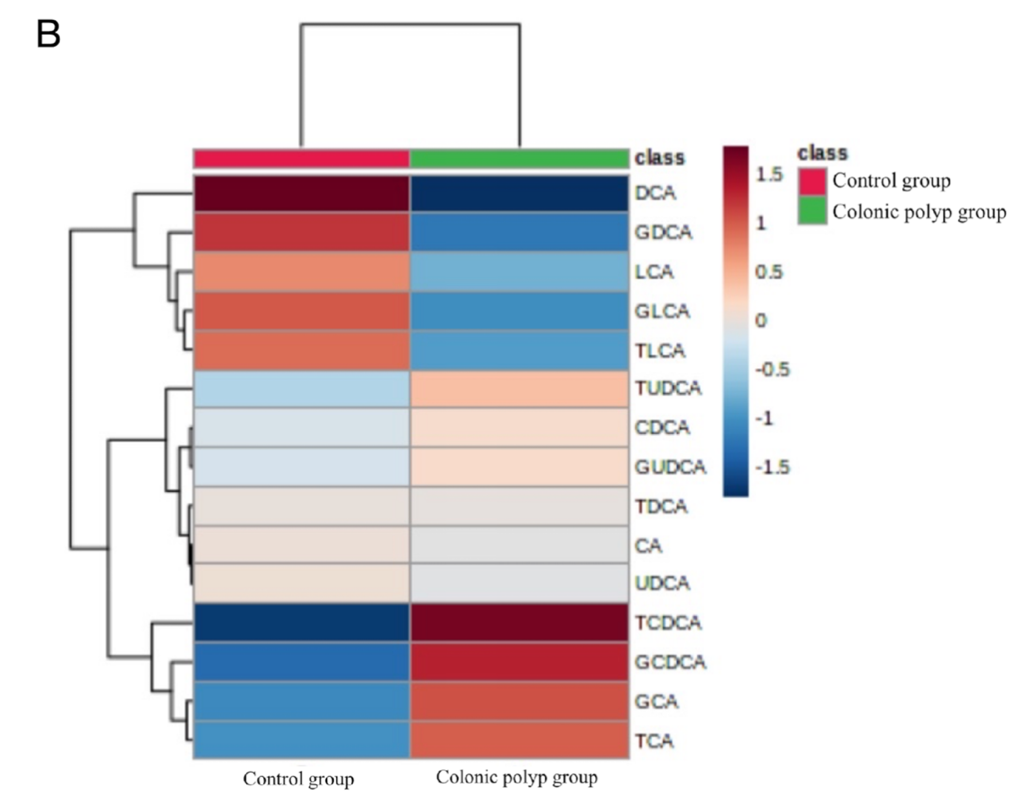 B
class
DCA
GDCA
LCA
GLCA
TLCA
TUDCA
CDCA
GUDCA
TDCA
CA
UDCA
TCDCA
GCDCA
GCA
TCA
Control group
Colonic polyp group
1.5
1
0.5
0
-0.5
-1
-1.5
class
Control group
Colonic polyp group